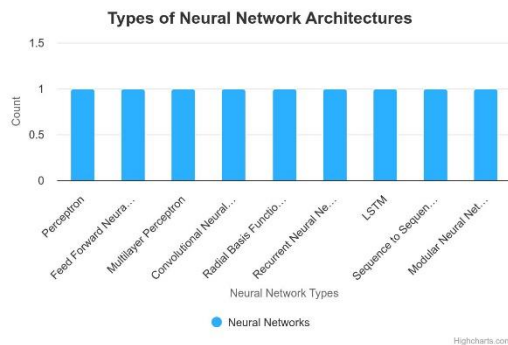 Types of Neural Network Architectures
1.5
1
0.5
0
Count
Perceptron
Feed Forward Neura…
Multilayer Perceptron
Convolutional Neural…
Radial Basis Functio…
Recurrent Neural Ne…
LSTM
Sequence to Sequen…
Modular Neural Net…
Neural Network Types
Neural Networks
Highcharts.com